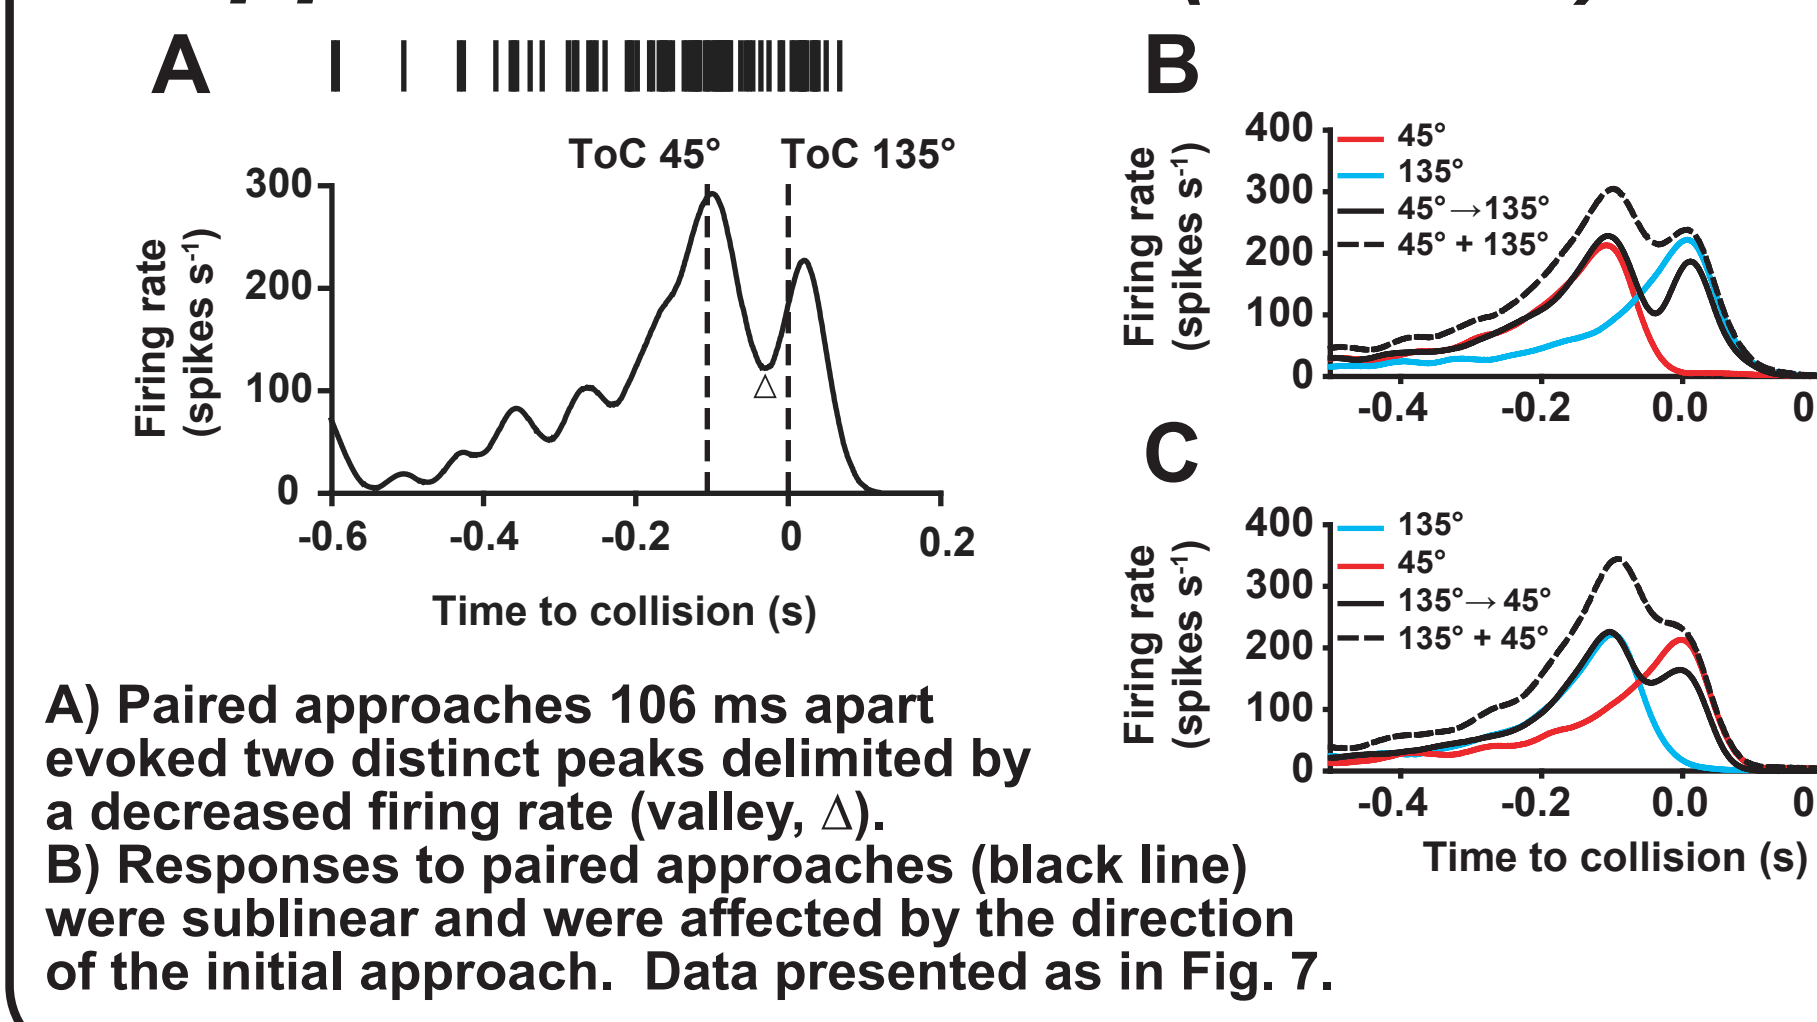 A
ToC 45° ToC 135°
300
200
100
0
Firing rate
(spikes s-1)
-0.6 -0.4 -0.2 0 0.2
Time to collision (s)
Δ
B
400
300
200
100
0
Firing rate
(spikes s-1)
45°
135°
45°→135°
45° + 135°
-0.4 -0.2 0.0 0
C
400
300
200
100
0
Firing rate
(spikes s-1)
135°
45°
135°→45°
135° + 45°
-0.4 -0.2 0.0 0
Time to collision (s)
A) Paired approaches 106 ms apart
evoked two distinct peaks delimited by
a decreased firing rate (valley, Δ).
B) Responses to paired approaches (black line)
were sublinear and were affected by the direction
of the initial approach. Data presented as in Fig. 7.